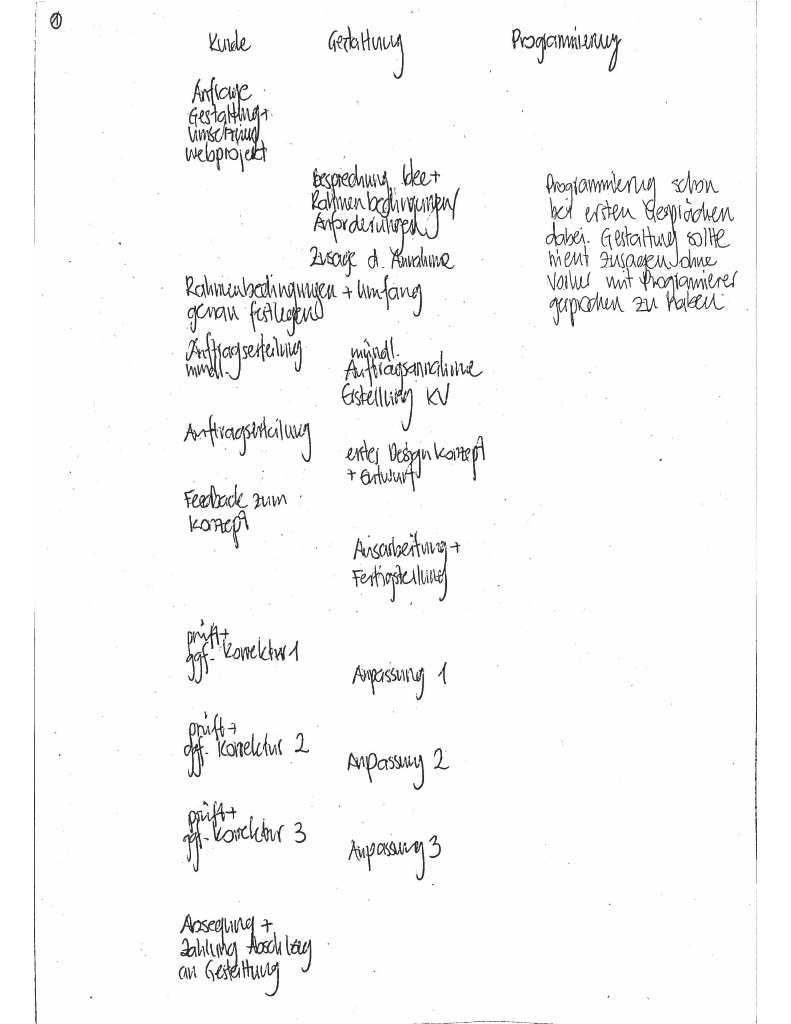 1
Kunde
Gestaltung
Programmierung
Anfrage
Gestaltung +
Umsetzung
Webprojekt
Besprechung Idee +
Rahmenbedingungen/
Anforderungen
Zusage d. Annahme
Programmierung schon
bei ersten Gesprächen
dabei. Gestaltung sollte
nicht zusagen, ohne
vorher mit Programmierer
gesprochen zu haben.
Rahmenbedingungen + Umfang
genau festlegen
Auftragserteilung
mündl.
mündl.
Auftragsannahme
Erstellung KV
Auftragserteilung
erstes Designkonzept
+ Entwurf
Feedback zum
Konzept
Ausarbeitung +
Fertigstellung
prüft +
ggf. Korrektur 1
Anpassung 1
prüft +
ggf. Korrektur 2
Anpassung 2
prüft +
ggf. Korrektur 3
Anpassung 3
Absegnung +
Zahlung Abschlag
an Gestaltung